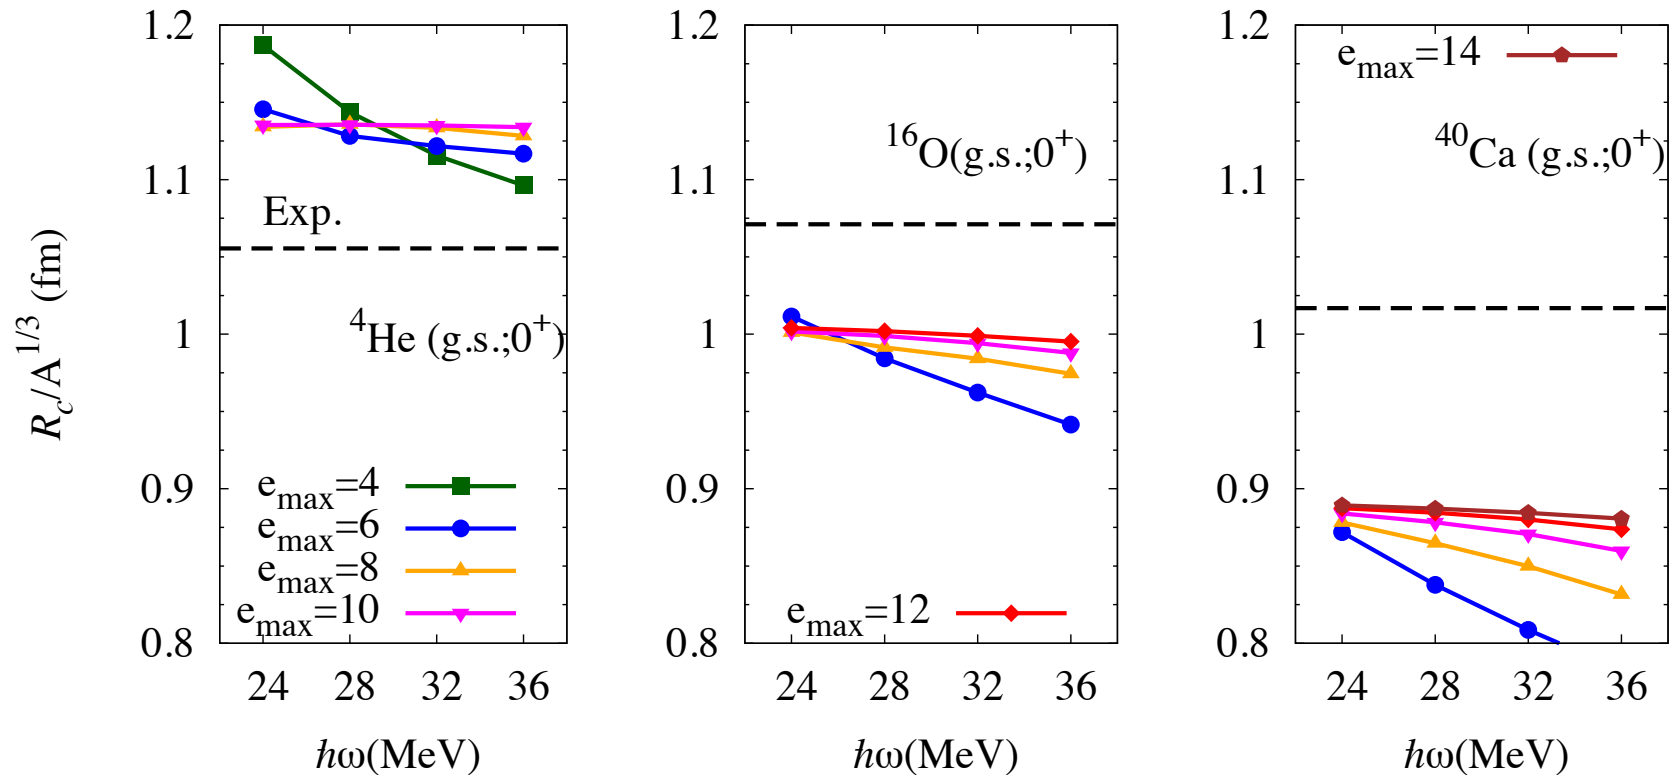 R_c/A^{1/3} (fm)
1.2
1.1
1
0.9
0.8
Exp.
^4He (g.s.;0^+)
e_max=4
e_max=6
e_max=8
e_max=10
24 28 32 36
ħω(MeV)
1.2
1.1
1
0.9
0.8
^16O(g.s.;0^+)
e_max=12
24 28 32 36
ħω(MeV)
1.2
1.1
1
0.9
0.8
e_max=14
^40Ca (g.s.;0^+)
24 28 32 36
ħω(MeV)